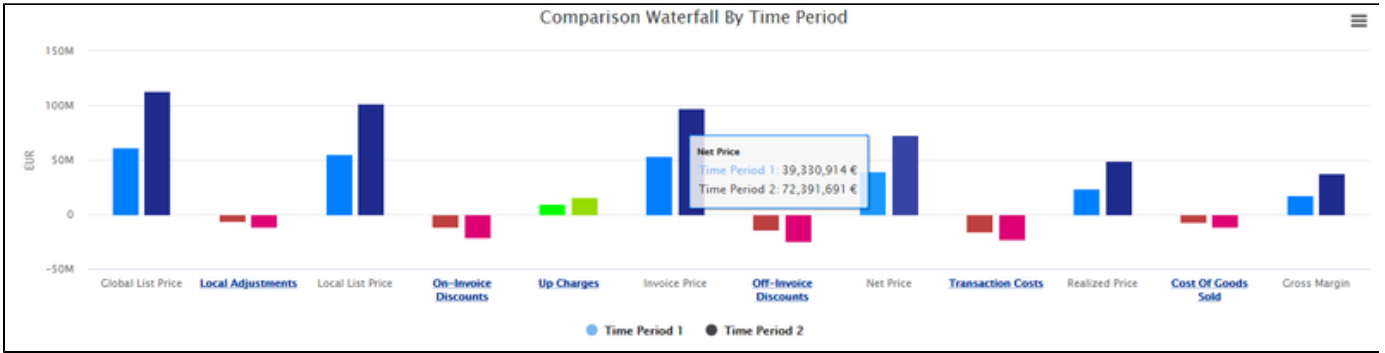 Comparison Waterfall By Time Period
150M
100M
50M
0
-50M
EUR
Net Price
Time Period 1: 39,330,914 €
Time Period 2: 72,391,691 €
Global List Price
Local Adjustments
Local List Price
On-Invoice
Discounts
Up Charges
Invoice Price
Off-Invoice
Discounts
Net Price
Transaction Costs
Realized Price
Cost Of Goods
Sold
Gross Margin
Time Period 1
Time Period 2